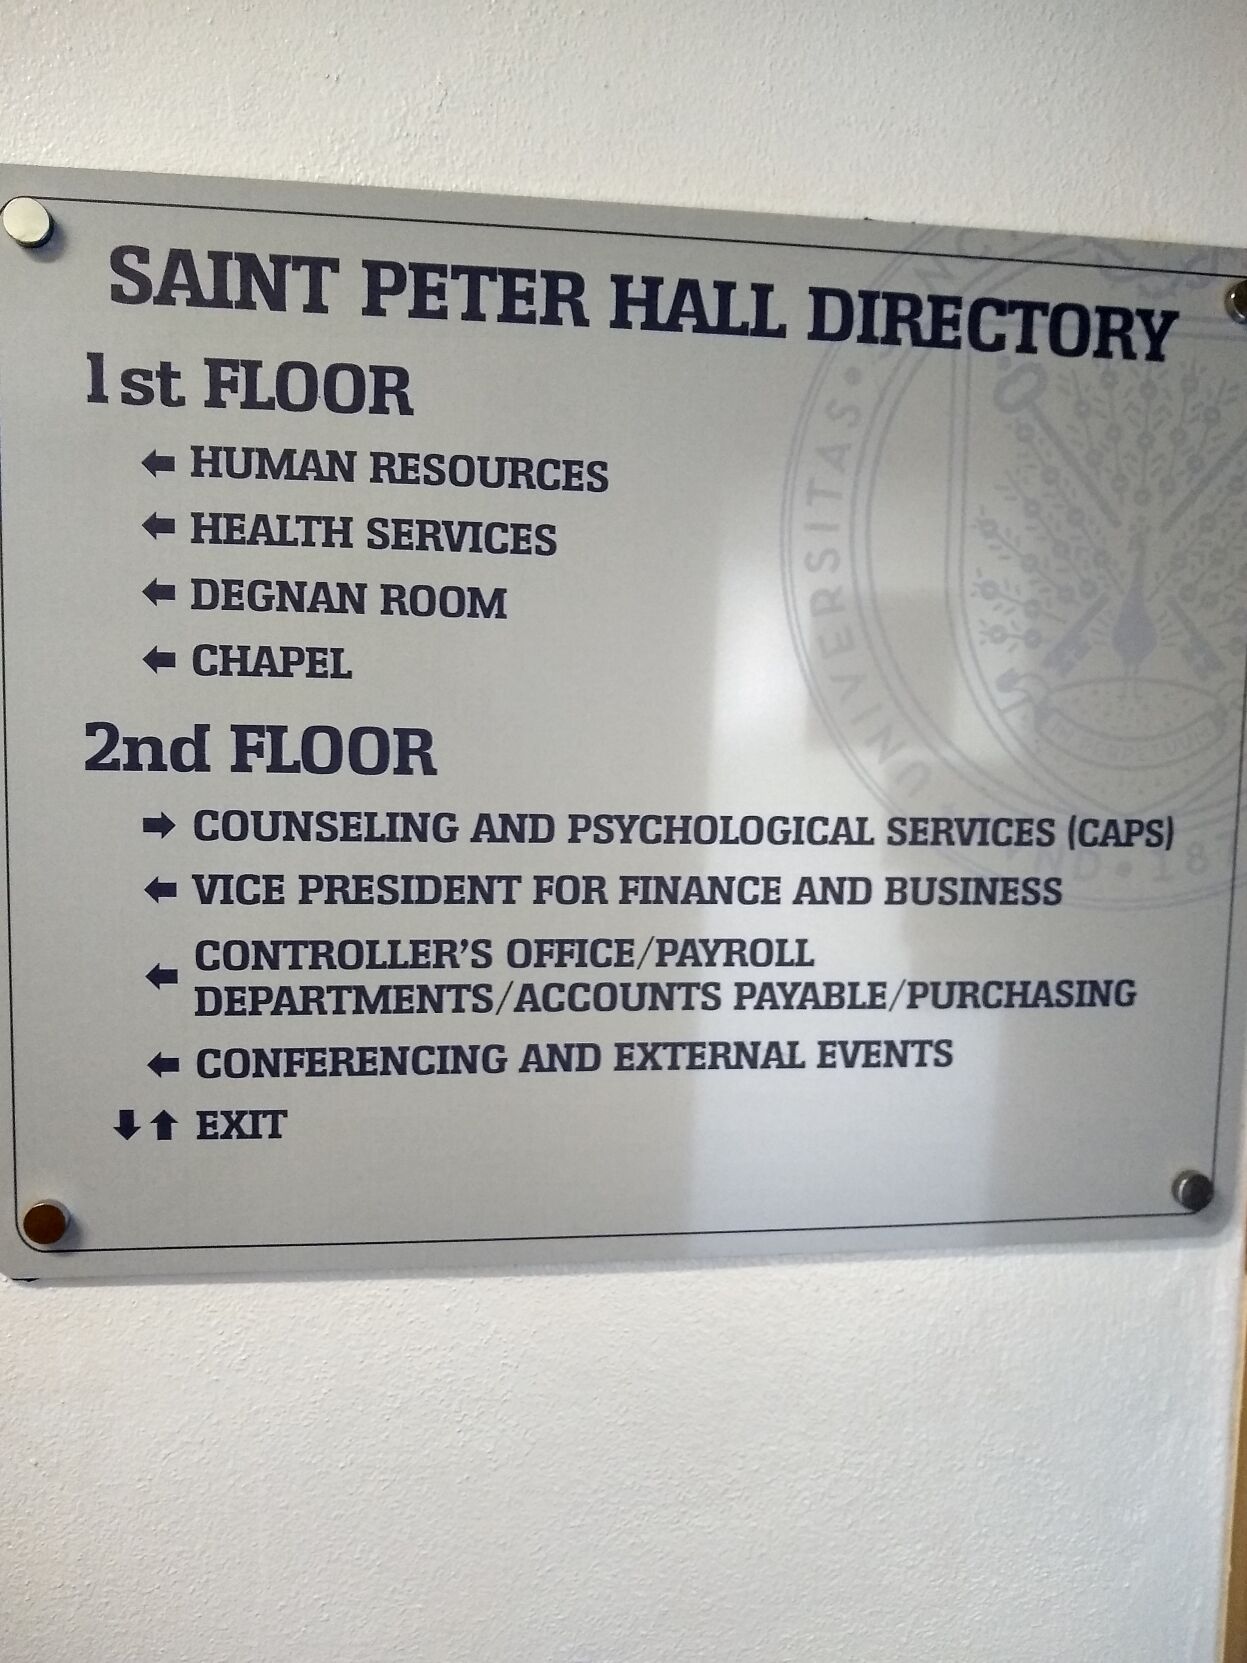 SAINT PETER HALL DIRECTORY
1st FLOOR
← HUMAN RESOURCES
← HEALTH SERVICES
← DEGNAN ROOM
← CHAPEL
2nd FLOOR
→ COUNSELING AND PSYCHOLOGICAL SERVICES (CAPS)
← VICE PRESIDENT FOR FINANCE AND BUSINESS
← CONTROLLER'S OFFICE/PAYROLL
DEPARTMENTS/ACCOUNTS PAYABLE/PURCHASING
← CONFERENCING AND EXTERNAL EVENTS
↓↑ EXIT
UNIVERSITAS